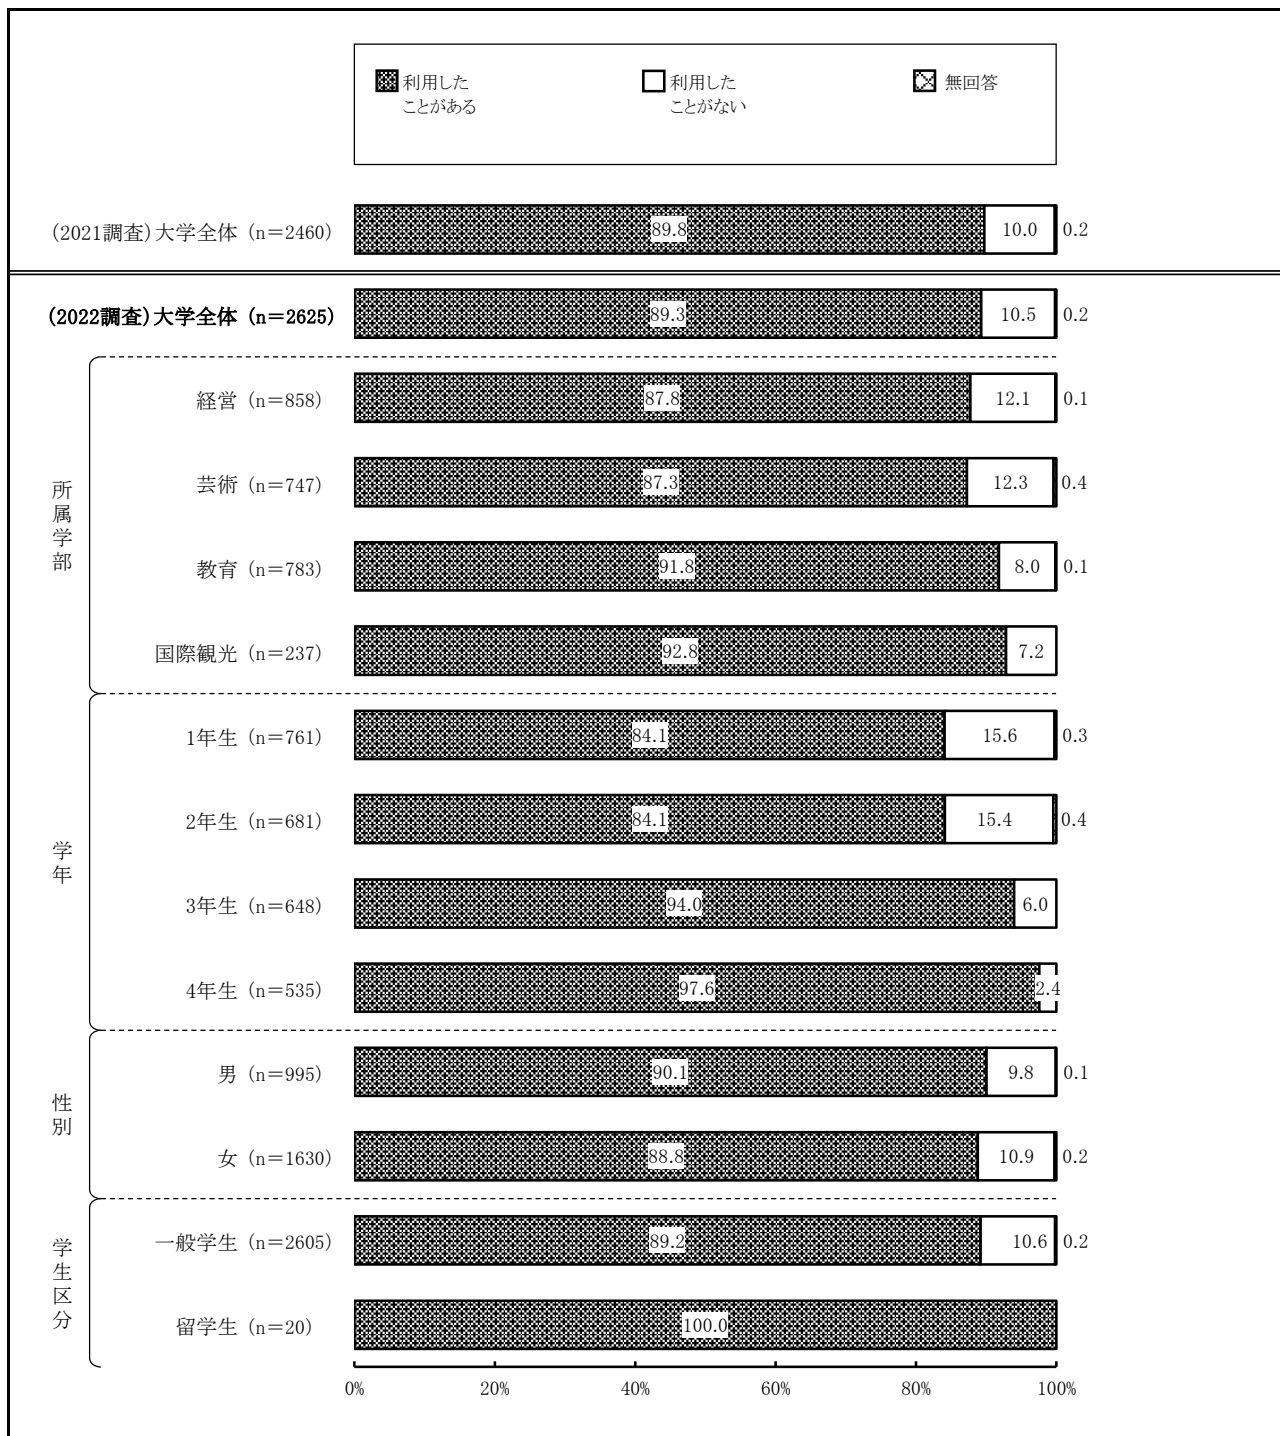 利用した
ことがある
利用した
ことがない
無回答
(2021調査)大学全体 (n=2460) 89.8 10.0 0.2
(2022調査)大学全体 (n=2625) 89.3 10.5 0.2
所属学部
経営 (n=858) 87.8 12.1 0.1
芸術 (n=747) 87.3 12.3 0.4
教育 (n=783) 91.8 8.0 0.1
国際観光 (n=237) 92.8 7.2
学年
1年生 (n=761) 84.1 15.6 0.3
2年生 (n=681) 84.1 15.4 0.4
3年生 (n=648) 94.0 6.0
4年生 (n=535) 97.6 2.4
性別
男 (n=995) 90.1 9.8 0.1
女 (n=1630) 88.8 10.9 0.2
学生区分
一般学生 (n=2605) 89.2 10.6 0.2
留学生 (n=20) 100.0
0% 20% 40% 60% 80% 100%